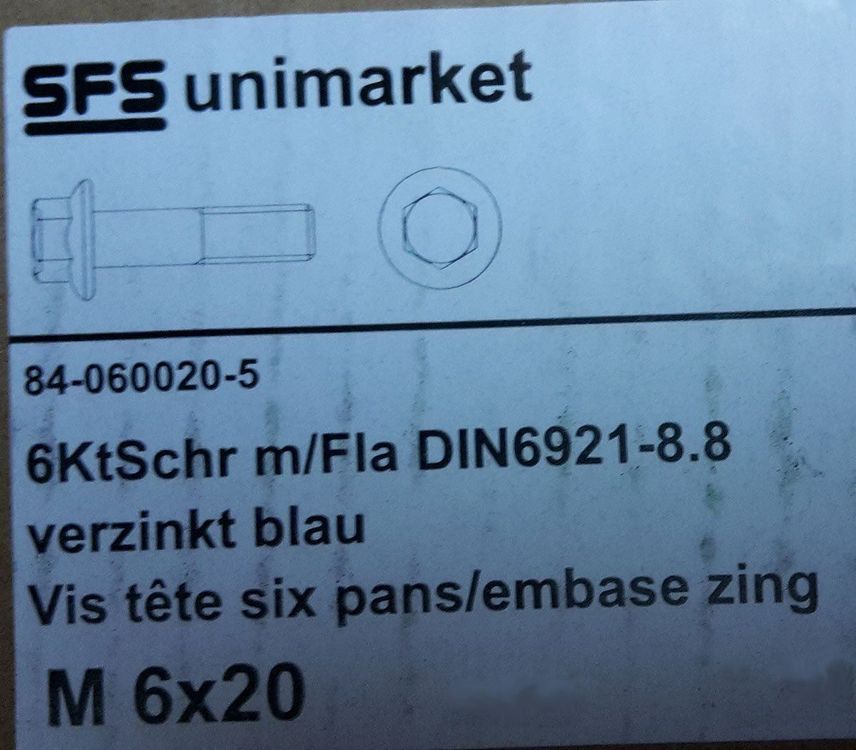 SFS unimarket
84-060020-5
6KtSchr m/Fla DIN6921-8.8
verzinkt blau
Vis tête six pans/embase zing
M 6x20